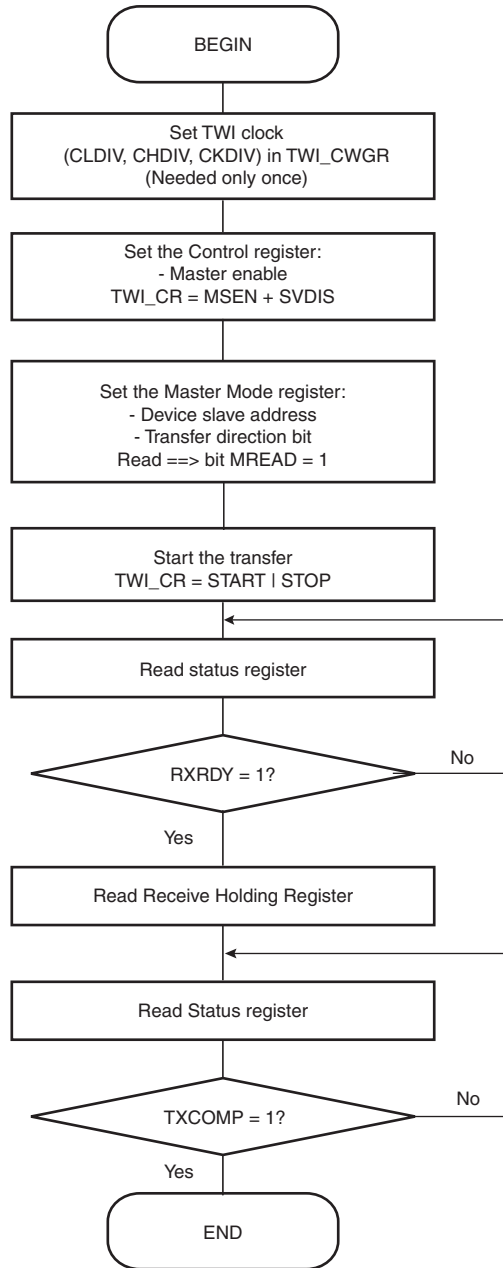 BEGIN
Set TWI clock
(CLDIV, CHDIV, CKDIV) in TWI_CWGR
(Needed only once)
Set the Control register:
- Master enable
TWI_CR = MSEN + SVDIS
Set the Master Mode register:
- Device slave address
- Transfer direction bit
Read ==> bit MREAD = 1
Start the transfer
TWI_CR = START | STOP
Read status register
RXRDY = 1?
No
Yes
Read Receive Holding Register
Read Status register
TXCOMP = 1?
No
Yes
END